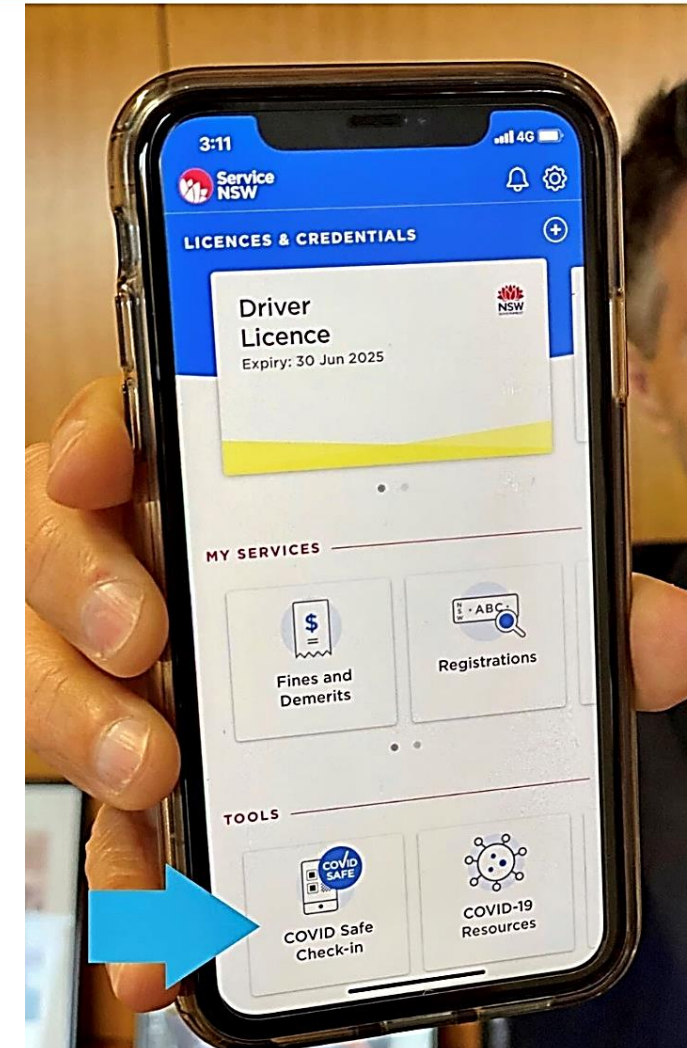 3:11
4G
Service
NSW
LICENCES & CREDENTIALS
Driver
Licence
Expiry: 30 Jun 2025
NSW
MY SERVICES
$
Fines and
Demerits
NSW
·ABC·
Registrations
TOOLS
COVID
SAFE
COVID Safe
Check-in
COVID-19
Resources